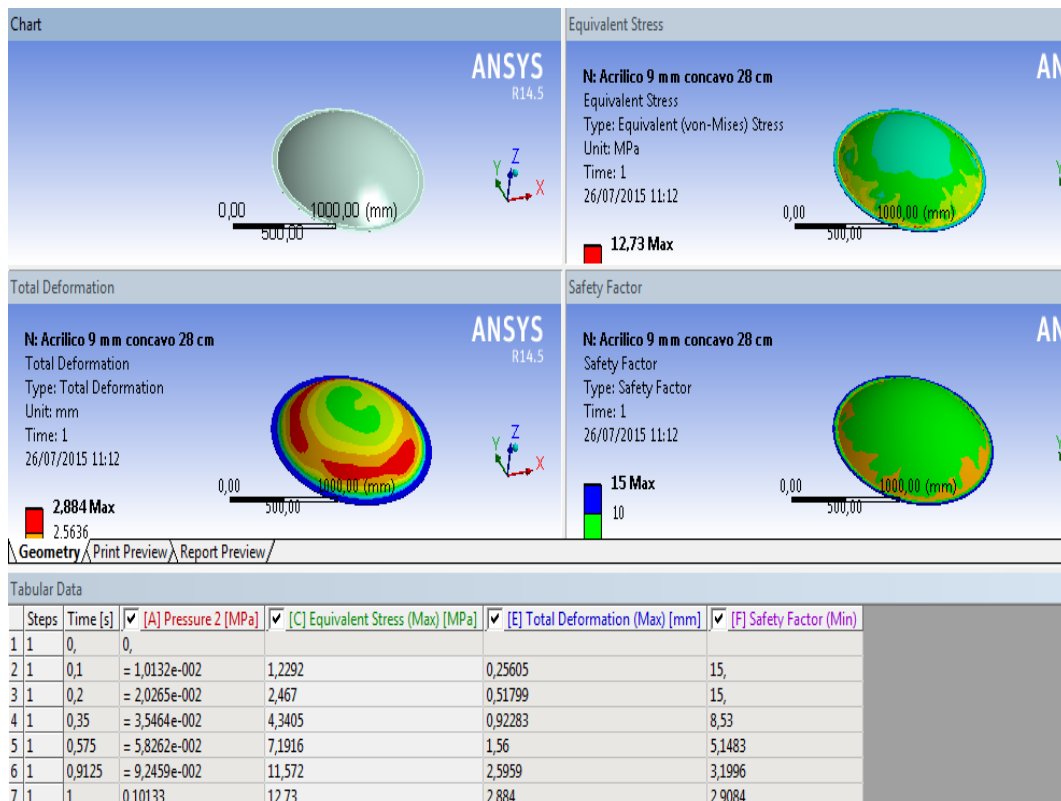 Chart
ANSYS
R14.5
Z
Y
X
0,00
1000,00 (mm)
500,00
Equivalent Stress
AN
N: Acrilico 9 mm concavo 28 cm
Equivalent Stress
Type: Equivalent (von-Mises) Stress
Unit: MPa
Time: 1
26/07/2015 11:12
0,00
1000,00 (mm)
500,00
12,73 Max
Total Deformation
ANSYS
R14.5
N: Acrilico 9 mm concavo 28 cm
Total Deformation
Type: Total Deformation
Unit: mm
Time: 1
26/07/2015 11:12
Z
Y
X
0,00
1000,00 (mm)
500,00
2,884 Max
2,5636
Safety Factor
AN
N: Acrilico 9 mm concavo 28 cm
Safety Factor
Type: Safety Factor
Time: 1
26/07/2015 11:12
0,00
1000,00 (mm)
500,00
15 Max
10
Geometry Print Preview Report Preview
Tabular Data
Steps Time [s] [A] Pressure 2 [MPa] [C] Equivalent Stress (Max) [MPa] [E] Total Deformation (Max) [mm] [F] Safety Factor (Min)
1 1 0, 0,
2 1 0,1 = 1,0132e-002 1,2292 0,25605 15,
3 1 0,2 = 2,0265e-002 2,467 0,51799 15,
4 1 0,35 = 3,5464e-002 4,3405 0,92283 8,53
5 1 0,575 = 5,8262e-002 7,1916 1,56 5,1483
6 1 0,9125 = 9,2459e-002 11,572 2,5959 3,1996
7 1 1 0,10133 12,73 2,884 2,9084